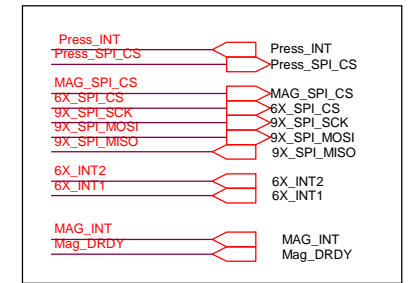 Press_INT Press_INT
Press_SPI_CS Press_SPI_CS
MAG_SPI_CS MAG_SPI_CS
6X_SPI_CS 6X_SPI_CS
9X_SPI_SCK 9X_SPI_SCK
9X_SPI_MOSI 9X_SPI_MOSI
9X_SPI_MISO 9X_SPI_MISO
6X_INT2 6X_INT2
6X_INT1 6X_INT1
MAG_INT MAG_INT
Mag_DRDY Mag_DRDY